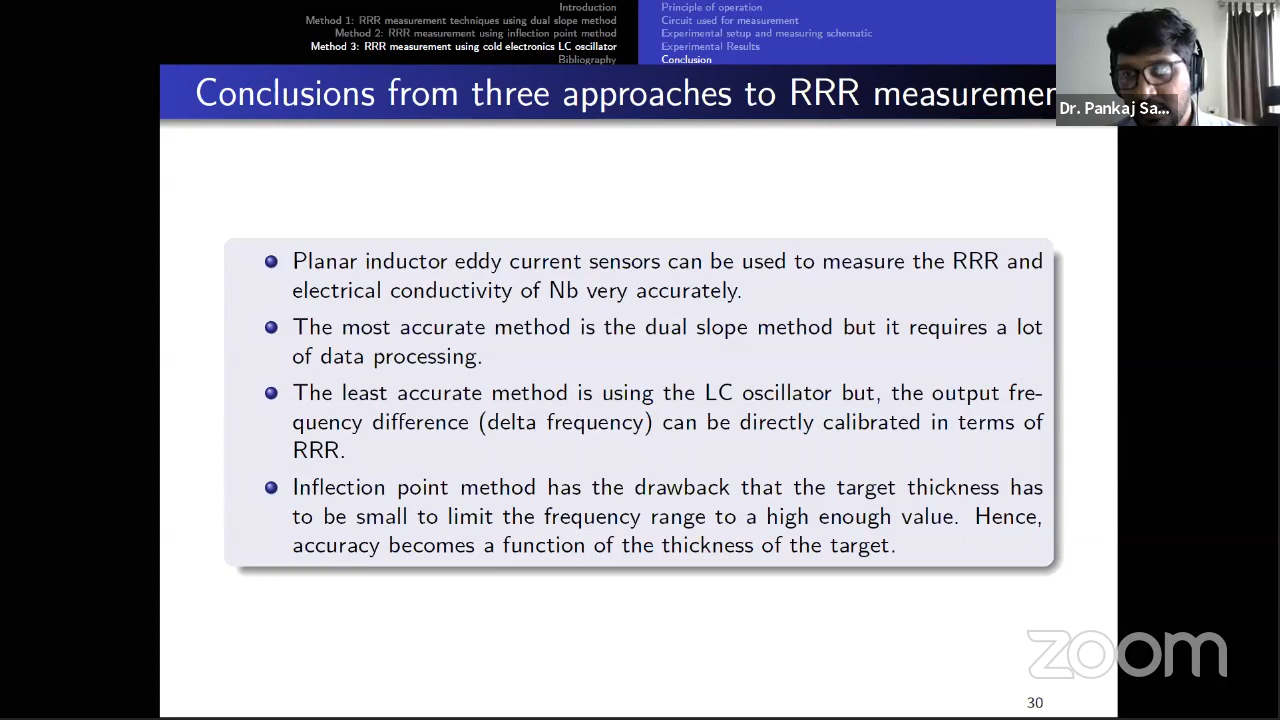 Introduction
Method 1: RRR measurement techniques using dual slope method
Method 2: RRR measurement using inflection point method
Method 3: RRR measurement using cold electronics LC oscillator
Bibliography
Principle of operation
Circuit used for measurement
Experimental setup and measuring schematic
Experimental Results
Conclusion
Conclusions from three approaches to RRR measuremen
Dr. Pankaj Sa...
Planar inductor eddy current sensors can be used to measure the RRR and
electrical conductivity of Nb very accurately.
The most accurate method is the dual slope method but it requires a lot
of data processing.
The least accurate method is using the LC oscillator but, the output fre-
quency difference (delta frequency) can be directly calibrated in terms of
RRR.
Inflection point method has the drawback that the target thickness has
to be small to limit the frequency range to a high enough value. Hence,
accuracy becomes a function of the thickness of the target.
zoom
30